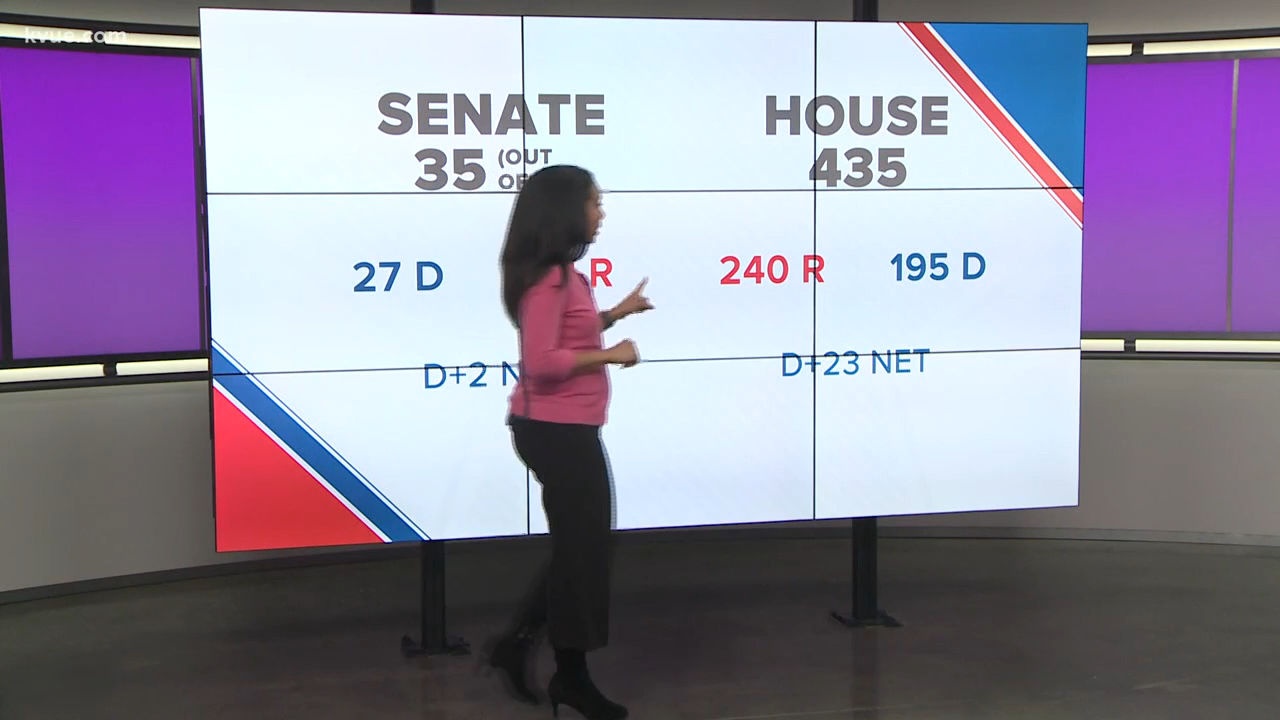 kvue.com
SENATE
35 (OUT
HOUSE
435
27 D
R
240 R
195 D
D+2
D+23 NET